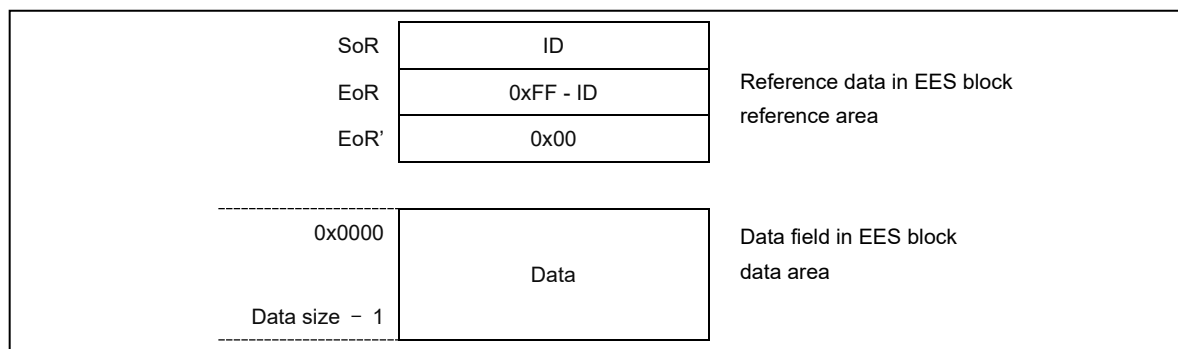 SoR ID
EoR 0xFF - ID
EoR’ 0x00
Reference data in EES block
reference area
0x0000
Data
Data size － 1
Data field in EES block
data area